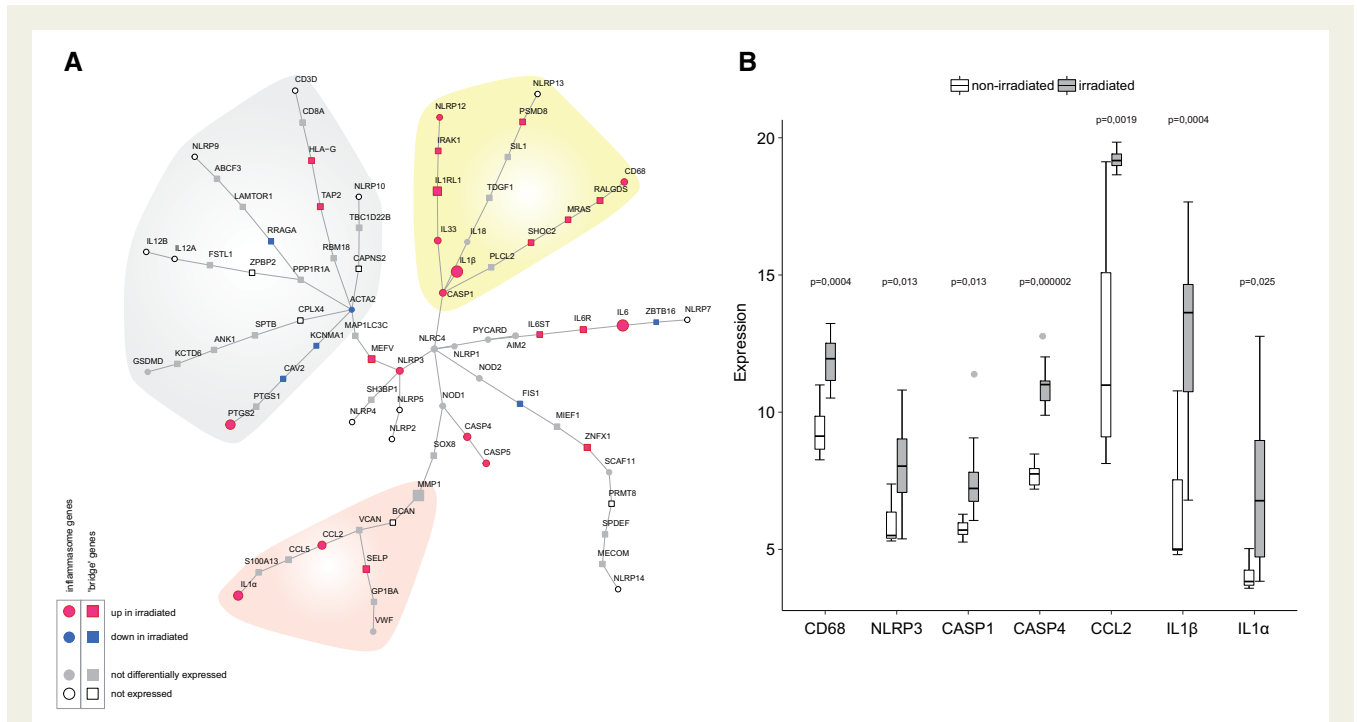 A
CD3D
CD8A
HLA-G
NLRP9
ABCF3
LAMTOR1
TAP2
NLRP10
TBC1D22B
RRAGA
RBM18
CAPNS2
IL12B
IL12A
FSTL1
ZPBP2
PPP1R1A
ACTA2
CPLX4
MAP1LC3C
SPTB
KCNMA1
ANK1
KCTD6
GSDMD
CAV2
PTGS1
PTGS2
MEFV
NLRP3
SH3BP1
NLRP5
NLRP4
NLRP2
NLRP13
NLRP12
PSMD8
IRAK1
SIL1
CD68
IL1RL1
TDGF1
RALGDS
MRAS
IL33
IL18
SHOC2
IL1β
PLCL2
CASP1
IL6
ZBTB16
NLRP7
IL6R
IL6ST
PYCARD
AIM2
NLRC4
NLRP1
NOD2
FIS1
NOD1
MIEF1
CASP4
ZNFX1
CASP5
SOX8
SCAF11
MMP1
PRMT8
BCAN
VCAN
SPDEF
CCL2
CCL5
SELP
MECOM
S100A13
NLRP14
IL1α
GP1BA
VWF
inflammasome genes
'bridge' genes
up in irradiated
down in irradiated
not differentially expressed
not expressed
B
non-irradiated
irradiated
Expression
20
15
10
5
p=0,0004
p=0,013
p=0,013
p=0,000002
p=0,0019
p=0,0004
p=0,025
CD68
NLRP3
CASP1
CASP4
CCL2
IL1β
IL1α